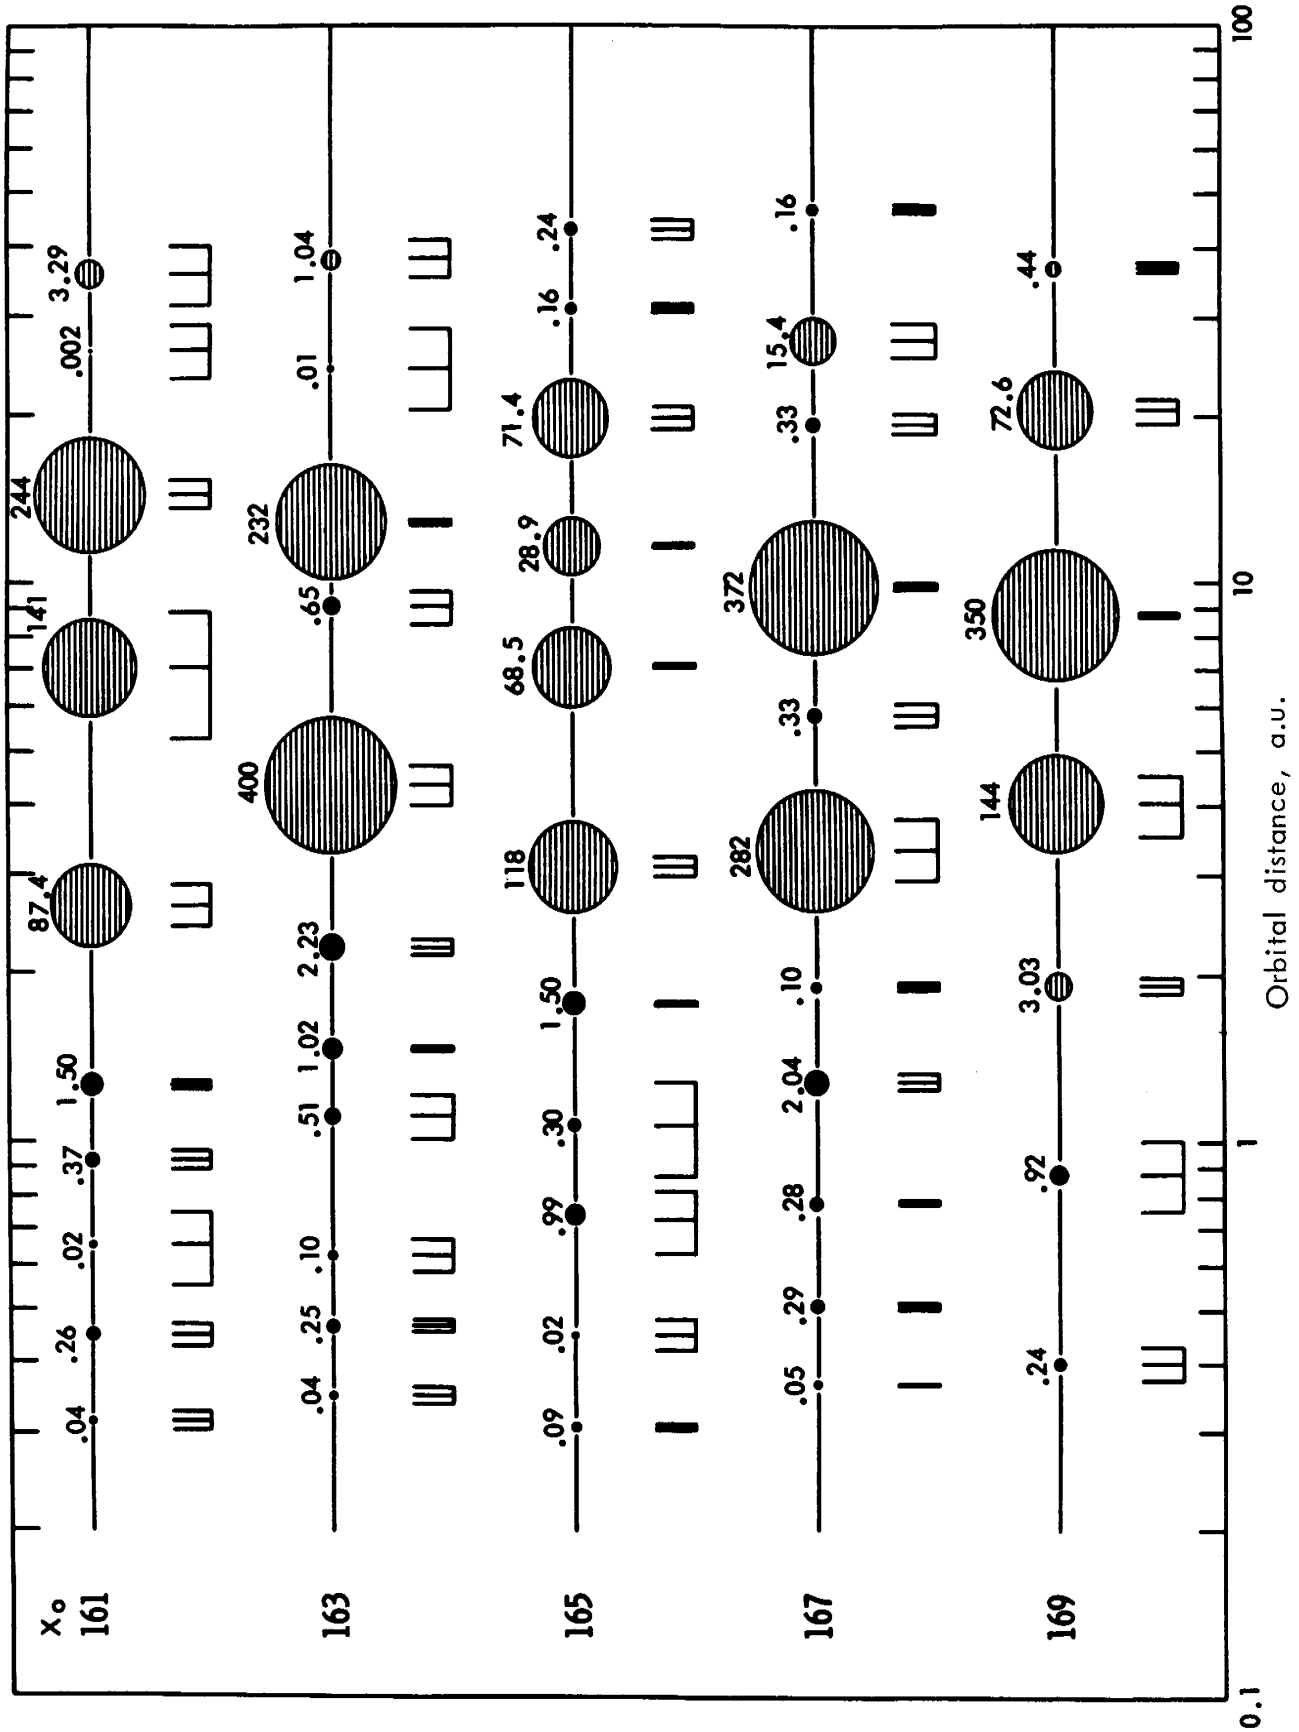 X₀
161 .04 .26 .02 .37 1.50 87.4 141 244 .002 3.29
163 .04 .25 .10 .51 1.02 2.23 400 .65 232 .01 1.04
165 .09 .02 .99 .30 1.50 118 68.5 28.9 71.4 .16 .24
167 .05 .29 .28 2.04 .10 282 .33 372 .33 15.4 .16
169 .24 .92 3.03 144 350 72.6 .44
0.1 1 10 100
Orbital distance, a.u.